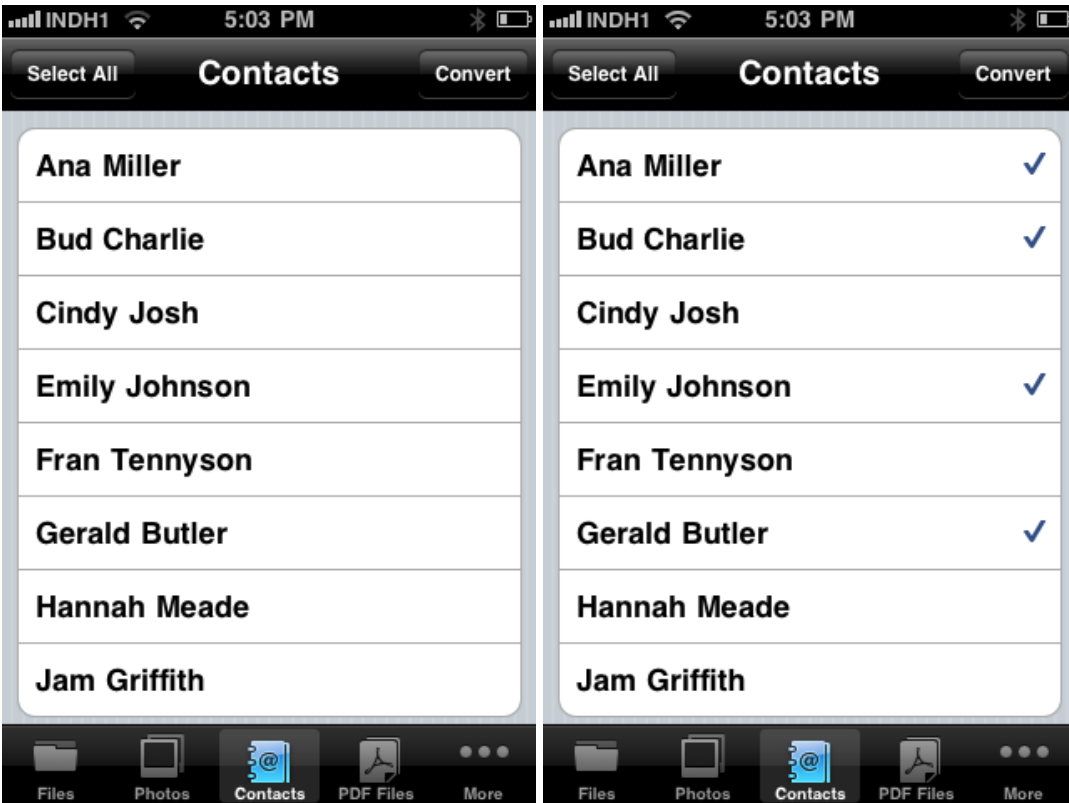 INDH1 5:03 PM
Select All Contacts Convert
Ana Miller
Bud Charlie
Cindy Josh
Emily Johnson
Fran Tennyson
Gerald Butler
Hannah Meade
Jam Griffith
Files Photos Contacts PDF Files More
INDH1 5:03 PM
Select All Contacts Convert
Ana Miller ✓
Bud Charlie ✓
Cindy Josh
Emily Johnson ✓
Fran Tennyson
Gerald Butler ✓
Hannah Meade
Jam Griffith
Files Photos Contacts PDF Files More